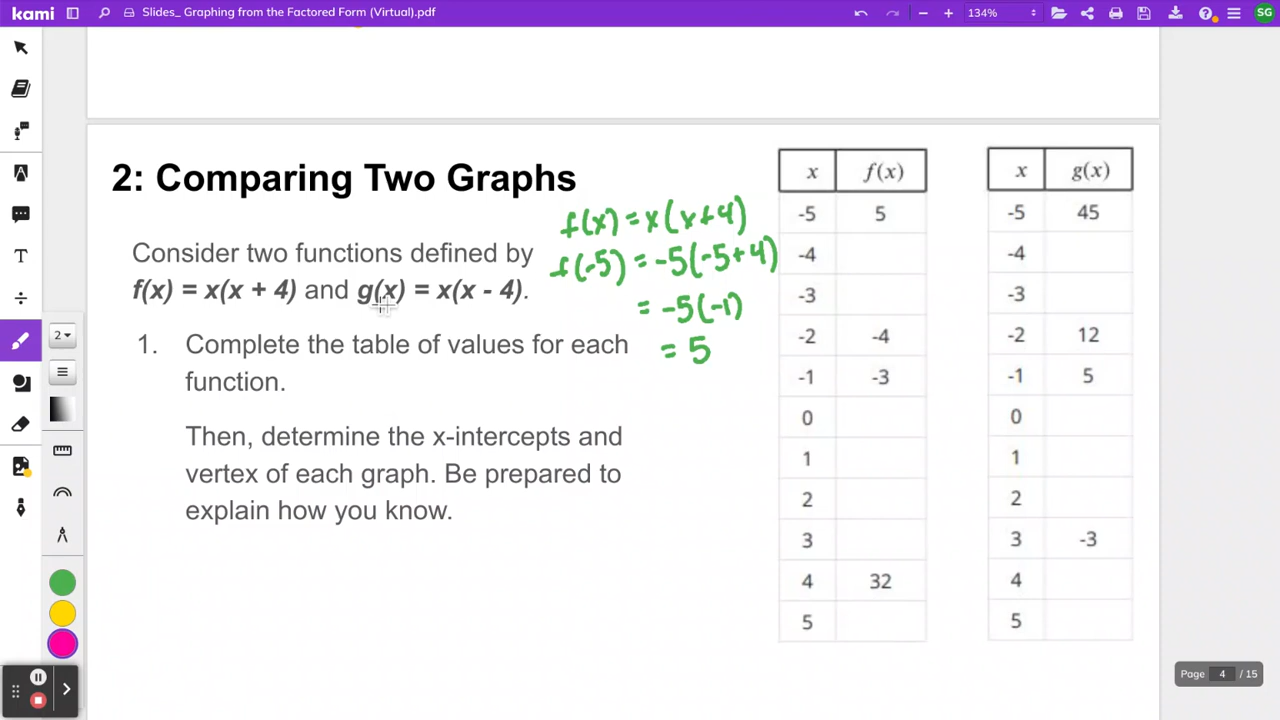 kami Slides_ Graphing from the Factored Form (Virtual).pdf 134% SG
2: Comparing Two Graphs
Consider two functions defined by
f(x) = x(x + 4) and g(x) = x(x - 4).
1. Complete the table of values for each
function.
Then, determine the x-intercepts and
vertex of each graph. Be prepared to
explain how you know.
f(x) = x(x+4)
f(-5) = -5(-5+4)
= -5(-1)
= 5
x f(x)
-5 5
-4
-3
-2 -4
-1 -3
0
1
2
3
4 32
5
x g(x)
-5 45
-4
-3
-2 12
-1 5
0
1
2
3 -3
4
5
2
Page 4 / 15